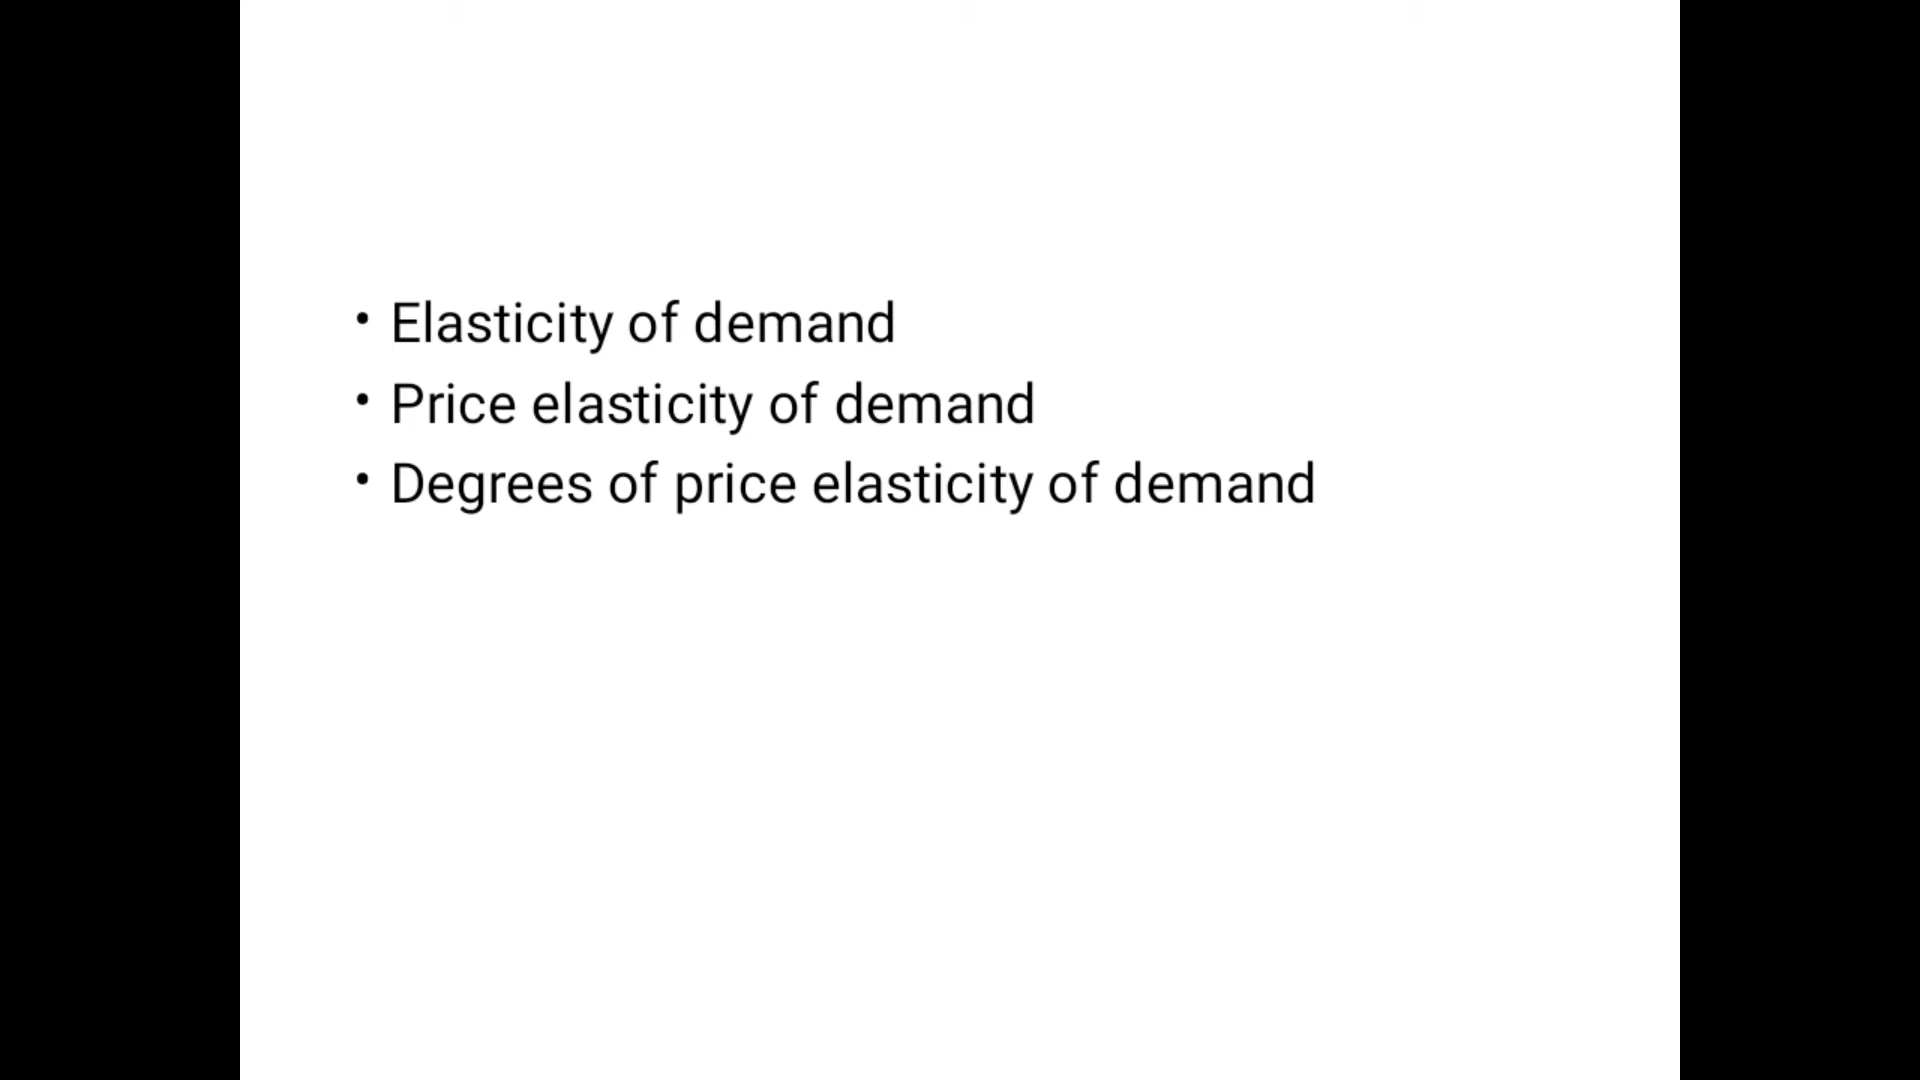 • Elasticity of demand
• Price elasticity of demand
• Degrees of price elasticity of demand